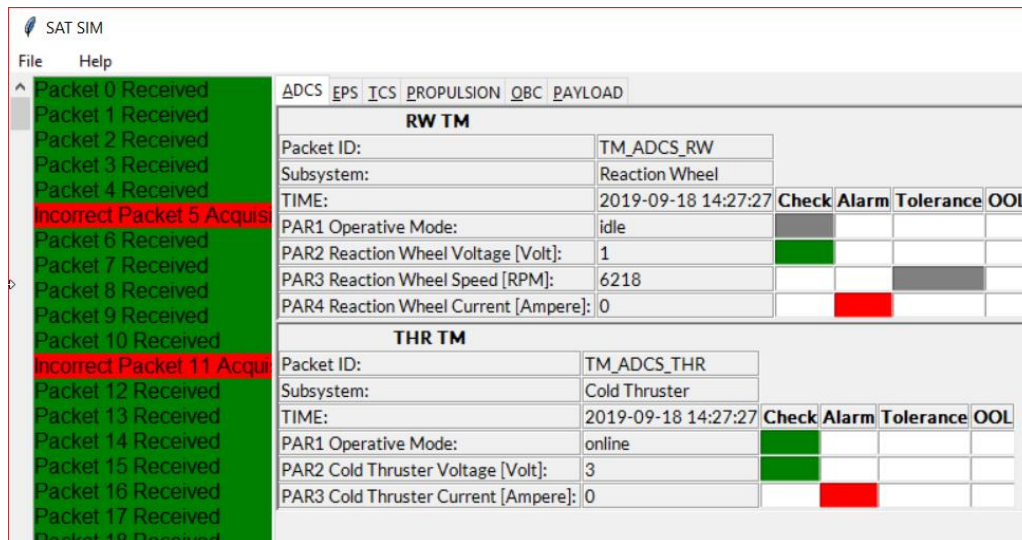 SAT SIM
File Help
Packet 0 Received
Packet 1 Received
Packet 2 Received
Packet 3 Received
Packet 4 Received
Incorrect Packet 5 Acquisi
Packet 6 Received
Packet 7 Received
Packet 8 Received
Packet 9 Received
Packet 10 Received
Incorrect Packet 11 Acqui
Packet 12 Received
Packet 13 Received
Packet 14 Received
Packet 15 Received
Packet 16 Received
Packet 17 Received
Packet 18 Received
ADCS EPS TCS PROPULSION OBC PAYLOAD
RW TM
Packet ID: TM_ADCS_RW
Subsystem: Reaction Wheel
TIME: 2019-09-18 14:27:27 Check Alarm Tolerance OOL
PAR1 Operative Mode: idle
PAR2 Reaction Wheel Voltage [Volt]: 1
PAR3 Reaction Wheel Speed [RPM]: 6218
PAR4 Reaction Wheel Current [Ampere]: 0
THR TM
Packet ID: TM_ADCS_THR
Subsystem: Cold Thruster
TIME: 2019-09-18 14:27:27 Check Alarm Tolerance OOL
PAR1 Operative Mode: online
PAR2 Cold Thruster Voltage [Volt]: 3
PAR3 Cold Thruster Current [Ampere]: 0